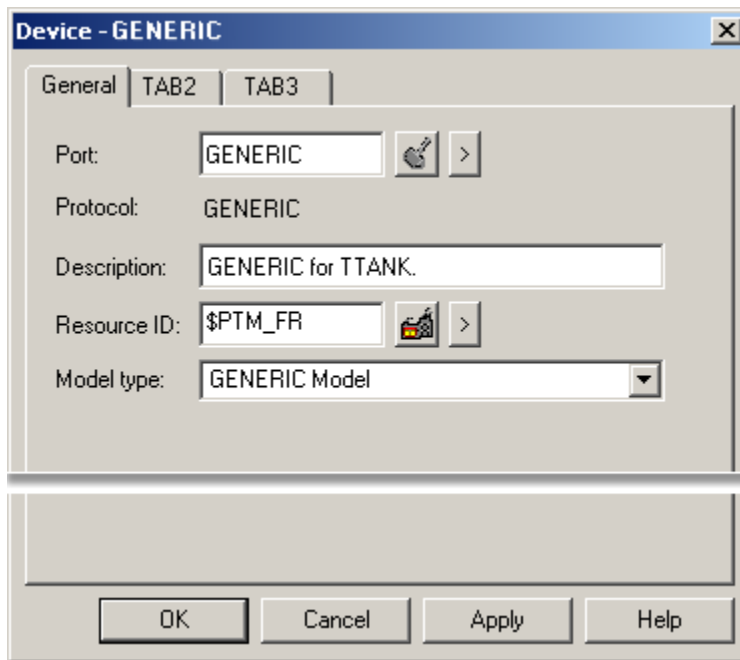 Device - GENERIC
General TAB2 TAB3
Port: GENERIC >
Protocol: GENERIC
Description: GENERIC for TTANK.
Resource ID: $PTM_FR >
Model type: GENERIC Model
OK Cancel Apply Help